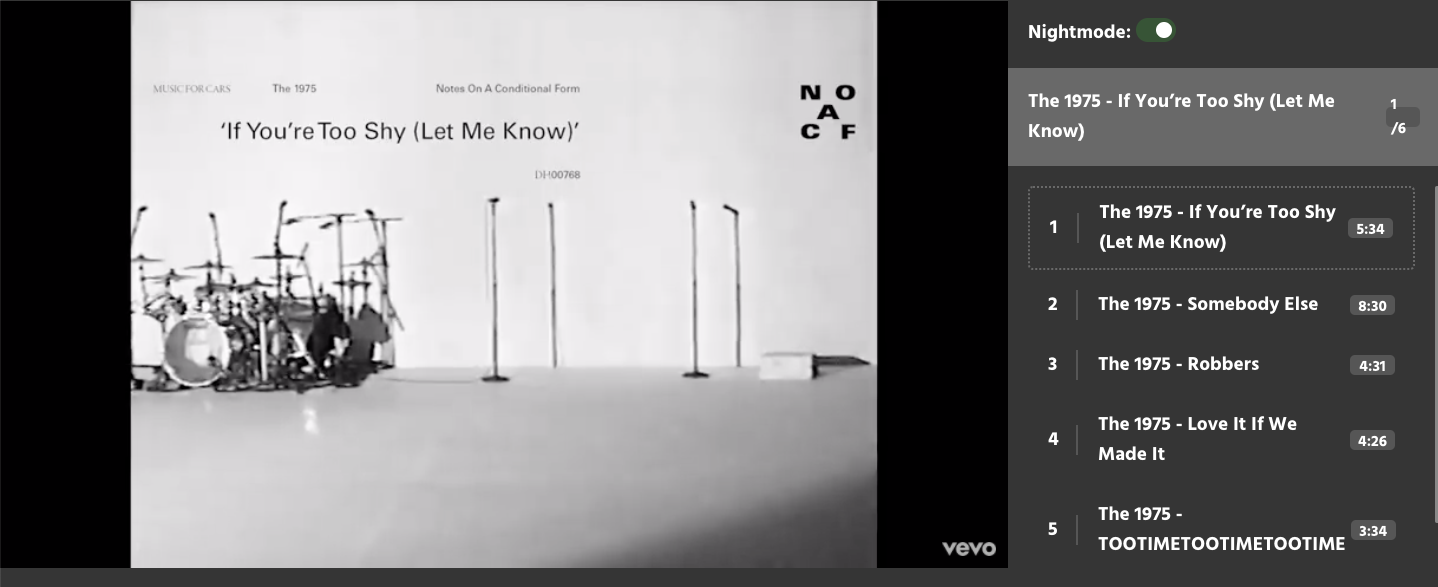 MUSIC FOR CARS The 1975 Notes On A Conditional Form
'If You're Too Shy (Let Me Know)'
DH00768
N O
A
C F
vevo
Nightmode:
The 1975 - If You’re Too Shy (Let Me
Know)
1
/6
1 The 1975 - If You’re Too Shy
(Let Me Know) 5:34
2 The 1975 - Somebody Else 8:30
3 The 1975 - Robbers 4:31
4 The 1975 - Love It If We
Made It 4:26
5 The 1975 -
TOOTIMETOOTIMETOOTIME 3:34